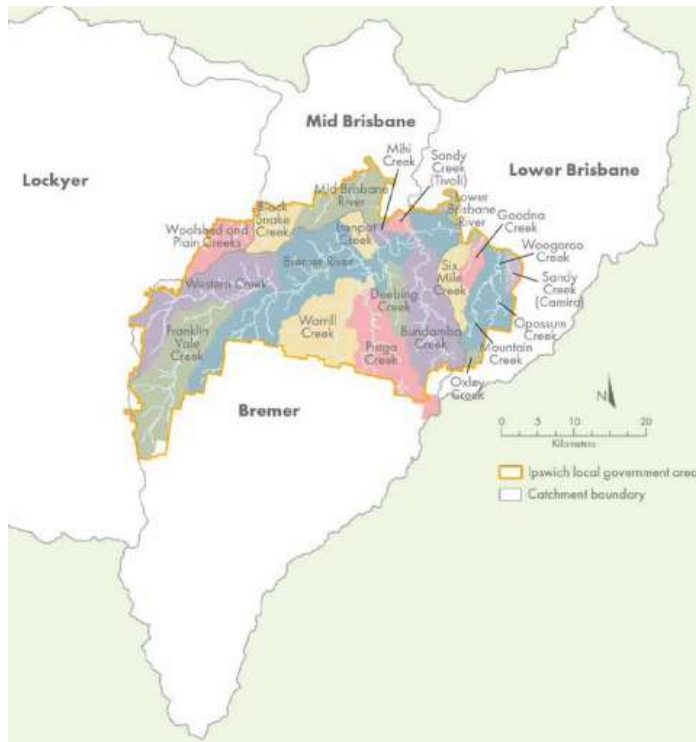 Mid Brisbane
Lockyer
Lower Brisbane
Bremer
Mihi
Creek
Sandy
Creek
(Tivoli)
Mid Brisbane
River
Lower
Brisbane
River
Goodna
Creek
Black
Snake
Creek
Woolshed and
Plain Creeks
Ironpot
Creek
Woogaroo
Creek
Bremer River
Six
Mile
Creek
Sandy
Creek
(Camira)
Western Creek
Deebing
Creek
Opossum
Creek
Franklin
Vale
Creek
Warrill
Creek
Purga
Creek
Bundamba
Creek
Mountain
Creek
Oxley
Creek
N
0 5 10 20
Kilometers
Ipswich local government area
Catchment boundary